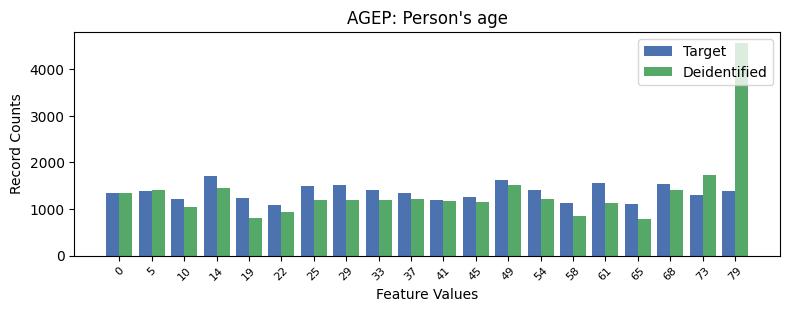 AGEP: Person's age
Target
Deidentified
Record Counts
4000
3000
2000
1000
0
0 5 10 14 19 22 25 29 33 37 41 45 49 54 58 61 65 68 73 79
Feature Values